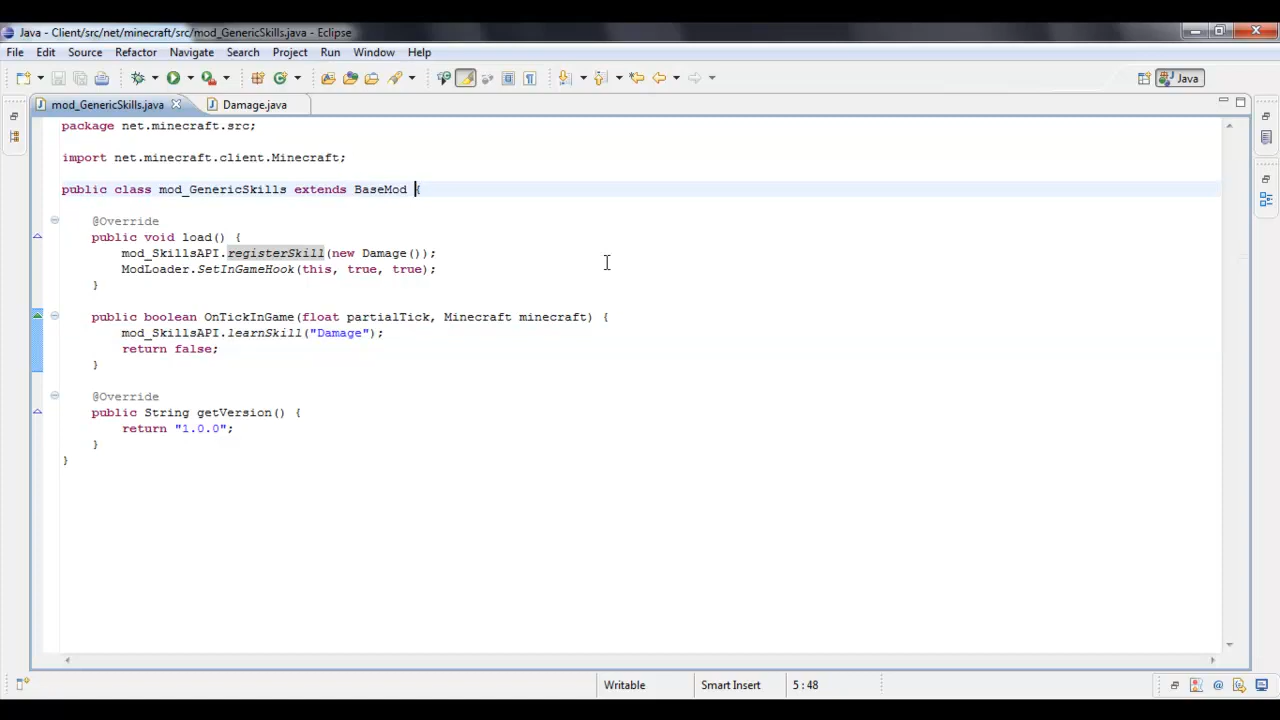 Java - Client/src/net/minecraft/src/mod_GenericSkills.java - Eclipse
File Edit Source Refactor Navigate Search Project Run Window Help
Java
mod_GenericSkills.java Damage.java
package net.minecraft.src;
import net.minecraft.client.Minecraft;
public class mod_GenericSkills extends BaseMod {
@Override
public void load() {
mod_SkillsAPI.registerSkill(new Damage());
ModLoader.SetInGameHook(this, true, true);
}
public boolean OnTickInGame(float partialTick, Minecraft minecraft) {
mod_SkillsAPI.learnSkill("Damage");
return false;
}
@Override
public String getVersion() {
return "1.0.0";
}
}
Writable Smart Insert 5 : 48